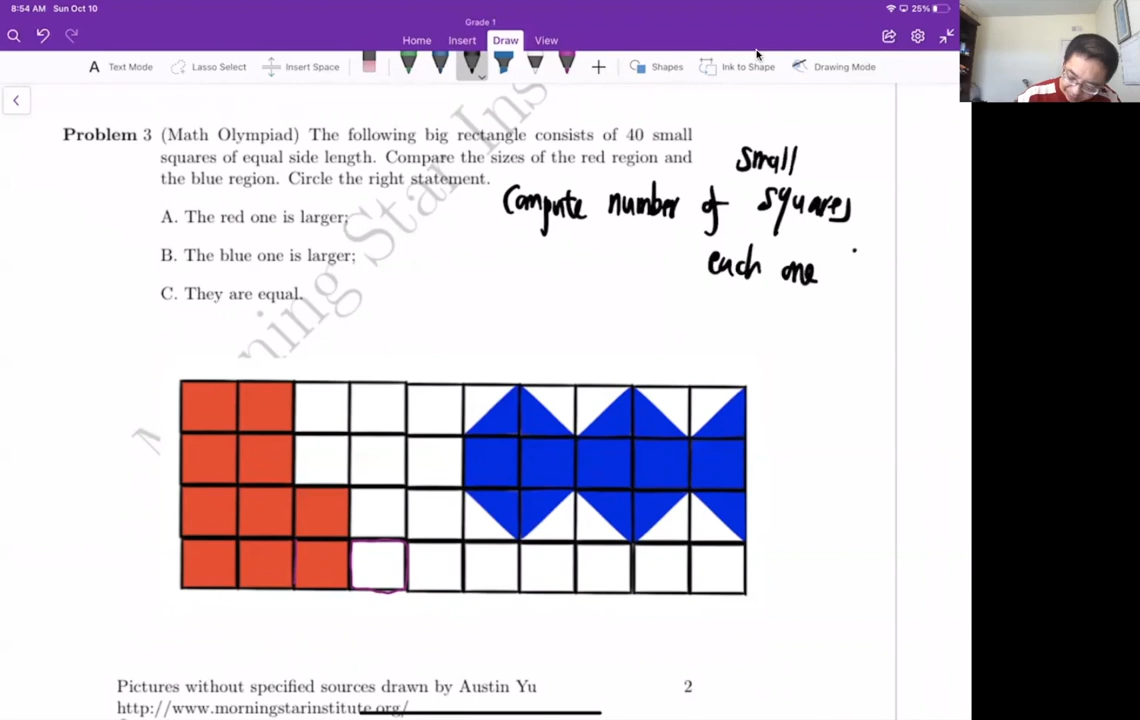 8:54 AM Sun Oct 10
25%
Grade 1
Home Insert Draw View
A Text Mode Lasso Select Insert Space Shapes Ink to Shape Drawing Mode
Problem 3 (Math Olympiad) The following big rectangle consists of 40 small
squares of equal side length. Compare the sizes of the red region and
the blue region. Circle the right statement.
small
Compute number of squares
each one
A. The red one is larger;
B. The blue one is larger;
C. They are equal.
Pictures without specified sources drawn by Austin Yu
2
http://www.morningstarinstitute.org/